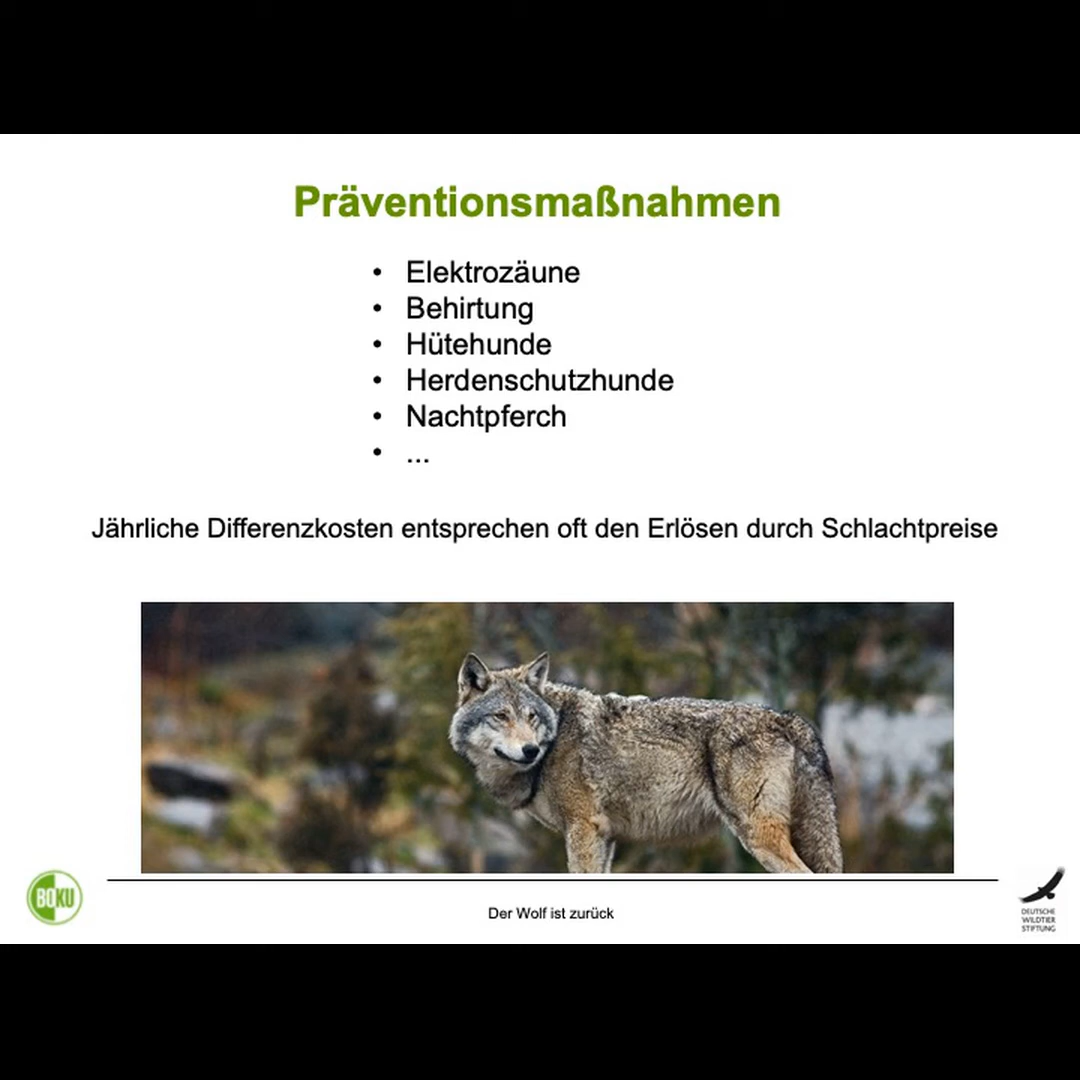 Präventionsmaßnahmen
• Elektrozäune
• Behirtung
• Hütehunde
• Herdenschutzhunde
• Nachtpferch
• ...
Jährliche Differenzkosten entsprechen oft den Erlösen durch Schlachtpreise
BOKU
Der Wolf ist zurück
DEUTSCHE
WILDTIER
STIFTUNG